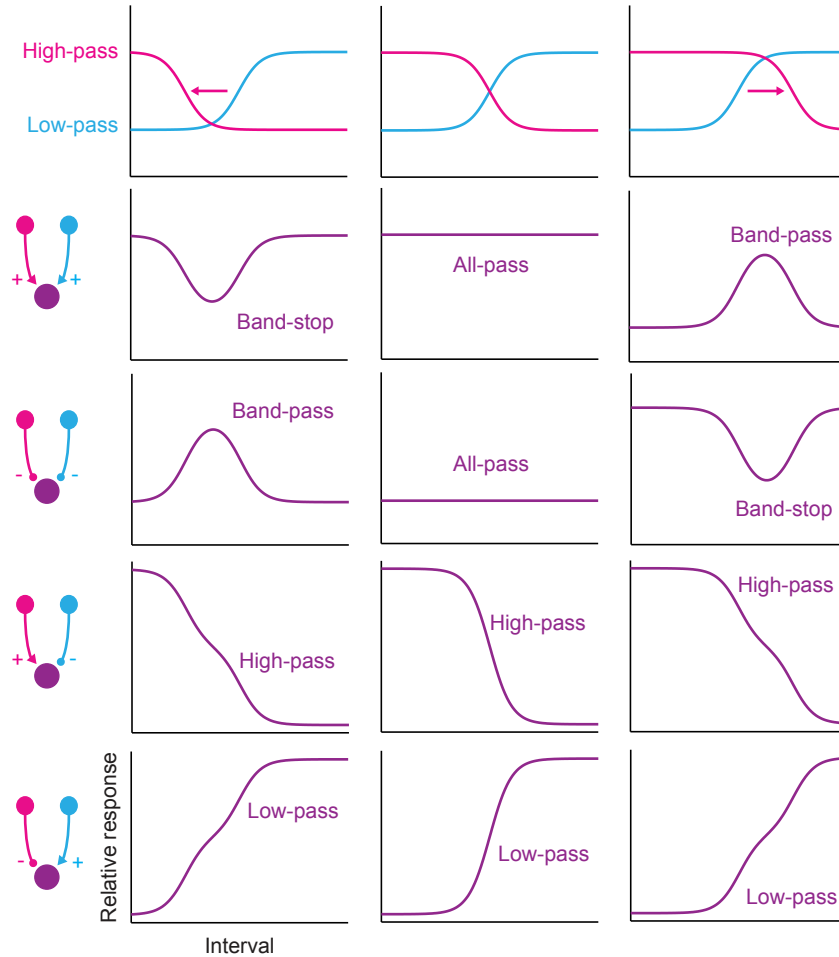 High-pass
Low-pass
+ +
Band-stop
All-pass
Band-pass
- -
Band-pass
All-pass
Band-stop
+ -
High-pass
High-pass
High-pass
- +
Relative response
Low-pass
Low-pass
Low-pass
Interval